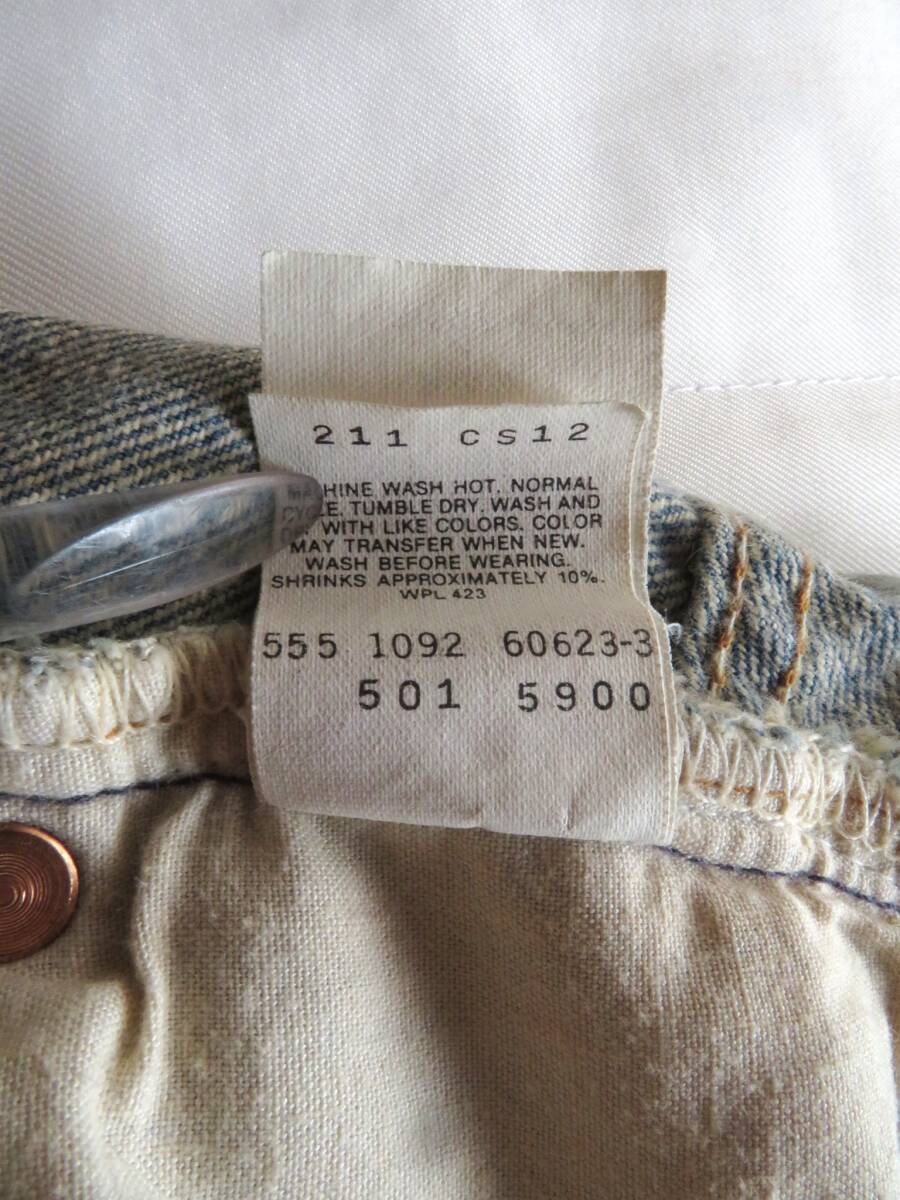 211 CS12
MACHINE WASH HOT, NORMAL
CYCLE. TUMBLE DRY. WASH AND
WITH LIKE COLORS. COLOR
MAY TRANSFER WHEN NEW.
WASH BEFORE WEARING.
SHRINKS APPROXIMATELY 10%.
WPL 423
555 1092 60623-3
501 5900